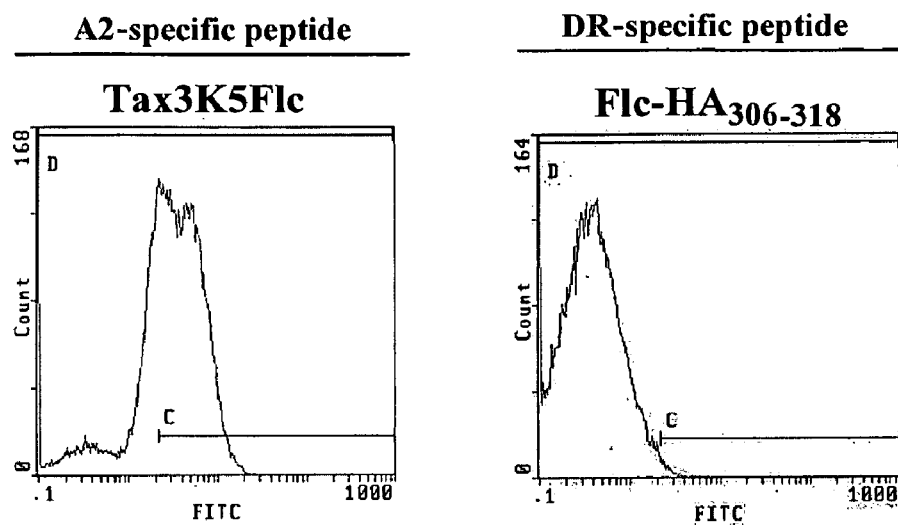 A2-specific peptide
Tax3K5Flc
168
D
Count
C
0
.1
1000
FITC
DR-specific peptide
Flc-HA306-318
164
D
Count
C
0
.1
1000
FITC